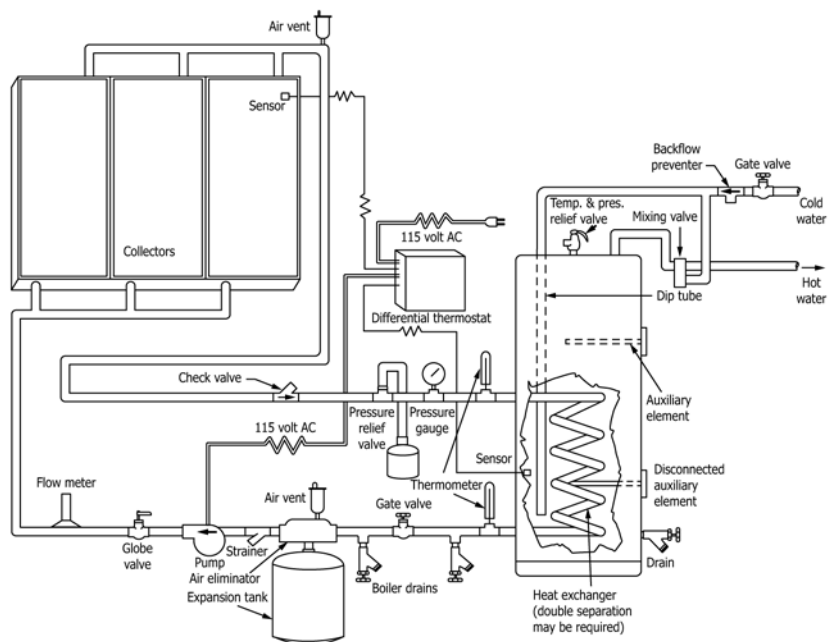 Air vent
Sensor
Backflow
preventer
Gate valve
Cold
water
Temp. & pres.
relief valve
Mixing valve
115 volt AC
Collectors
Hot
water
Dip tube
Differential thermostat
Check valve
Auxiliary
element
Pressure
relief
valve
Pressure
gauge
115 volt AC
Sensor
Disconnected
auxiliary
element
Thermometer
Flow meter
Air vent
Gate valve
Globe
valve
Pump
Strainer
Air eliminator
Expansion tank
Boiler drains
Drain
Heat exchanger
(double separation
may be required)